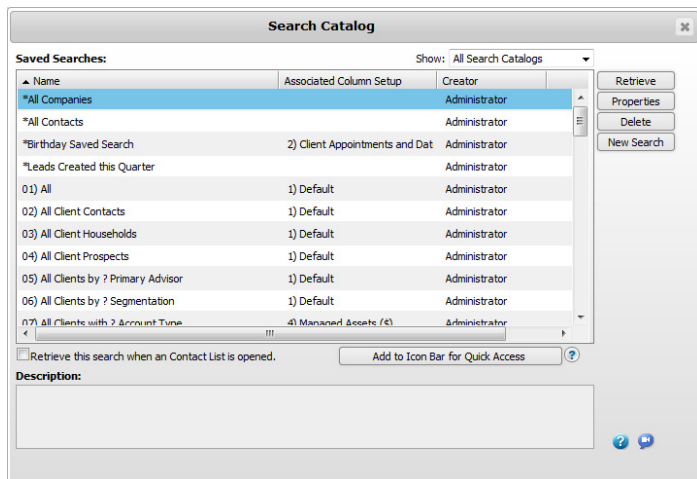 Search Catalog
Saved Searches: Show: All Search Catalogs
Name Associated Column Setup Creator
*All Companies Administrator
*All Contacts Administrator
*Birthday Saved Search 2) Client Appointments and Dat Administrator
*Leads Created this Quarter Administrator
01) All 1) Default Administrator
02) All Client Contacts 1) Default Administrator
03) All Client Households 1) Default Administrator
04) All Client Prospects 1) Default Administrator
05) All Clients by ? Primary Advisor 1) Default Administrator
06) All Clients by ? Segmentation 1) Default Administrator
07) All Clients with ? Account Type 4) Managed Assets ($) Administrator
Retrieve
Properties
Delete
New Search
Retrieve this search when an Contact List is opened. Add to Icon Bar for Quick Access ?
Description:
?